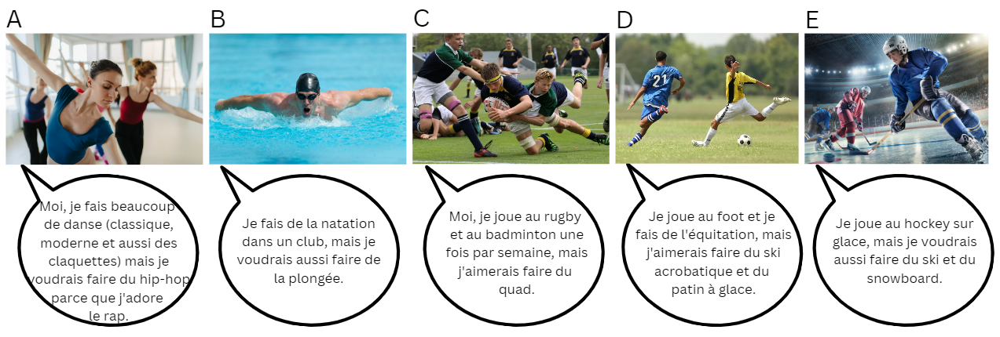 A
Moi, je fais beaucoup
de danse (classique,
moderne et aussi des
claquettes) mais je
voudrais faire du hip-hop
parce que j'adore
le rap.
B
Je fais de la natation
dans un club, mais je
voudrais aussi faire de
la plongée.
C
Moi, je joue au rugby
et au badminton une
fois par semaine, mais
j'aimerais faire du
quad.
D
21
Je joue au foot et je
fais de l'équitation, mais
j'aimerais faire du ski
acrobatique et du
patin à glace.
E
Je joue au hockey sur
glace, mais je voudrais
aussi faire du ski et du
snowboard.